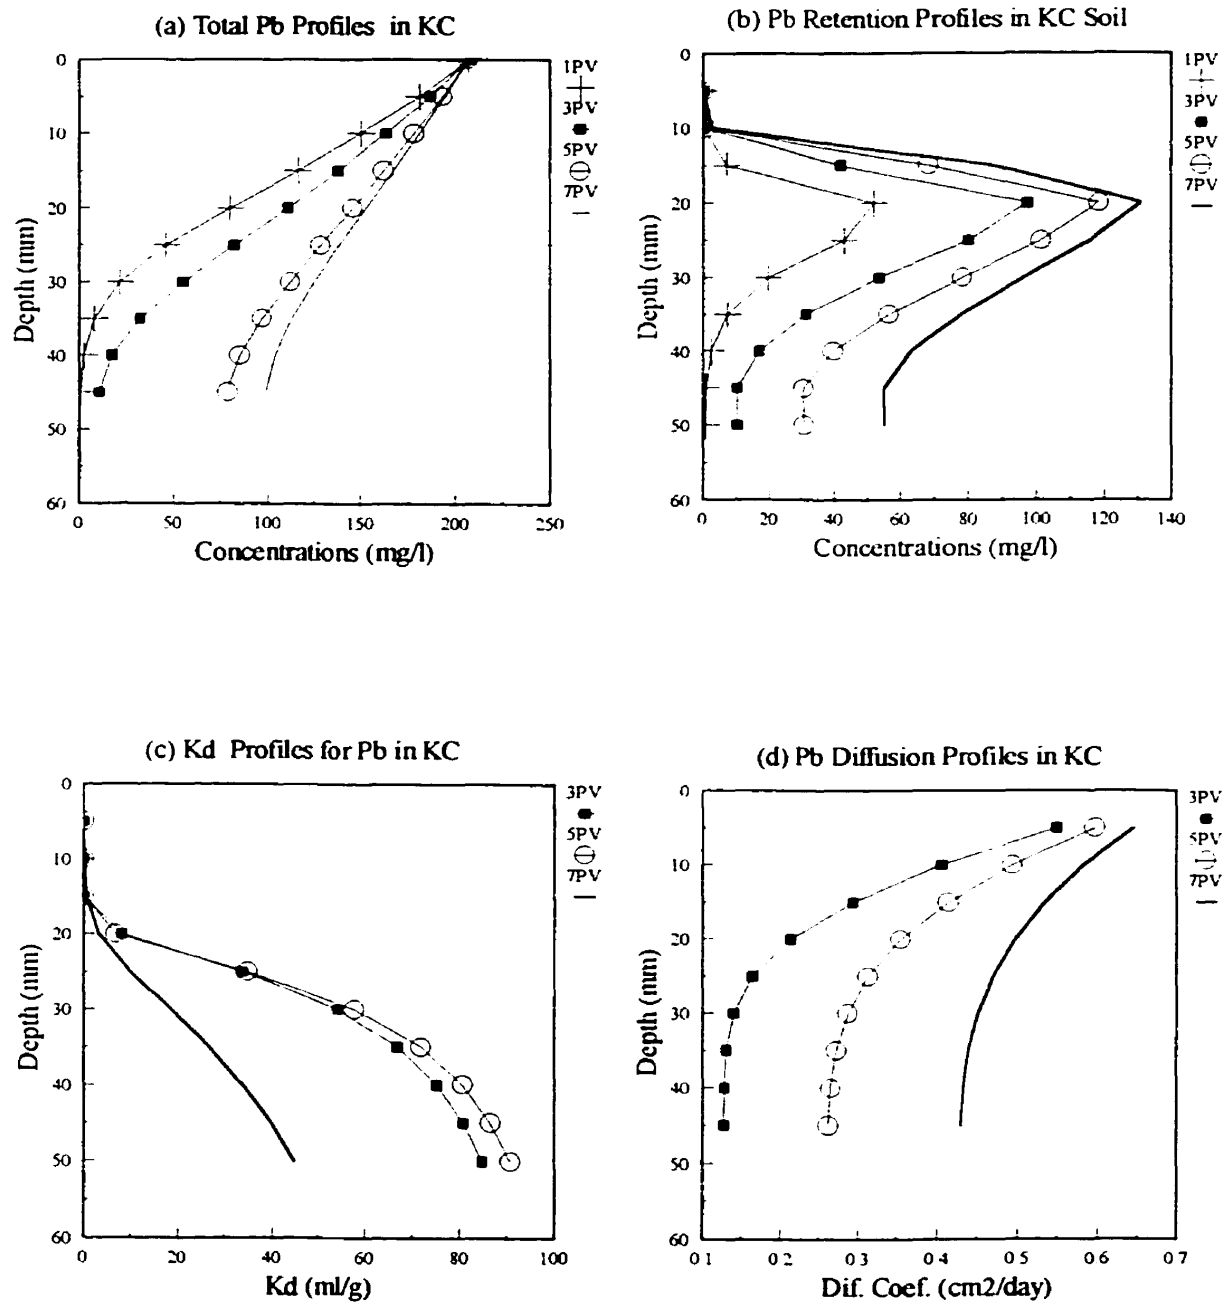 (a) Total Pb Profiles in KC
0
10
20
30
40
50
60
Depth (mm)
0
50
100
150
200
250
Concentrations (mg/l)
1PV
3PV
5PV
7PV
(b) Pb Retention Profiles in KC Soil
0
10
20
30
40
50
60
Depth (mm)
0
20
40
60
80
100
120
140
Concentrations (mg/l)
1PV
3PV
5PV
7PV
(c) Kd Profiles for Pb in KC
0
10
20
30
40
50
60
Depth (mm)
0
20
40
60
80
100
Kd (ml/g)
3PV
5PV
7PV
(d) Pb Diffusion Profiles in KC
0
10
20
30
40
50
60
Depth (mm)
0.1
0.2
0.3
0.4
0.5
0.6
0.7
Dif. Coef. (cm2/day)
3PV
5PV
7PV